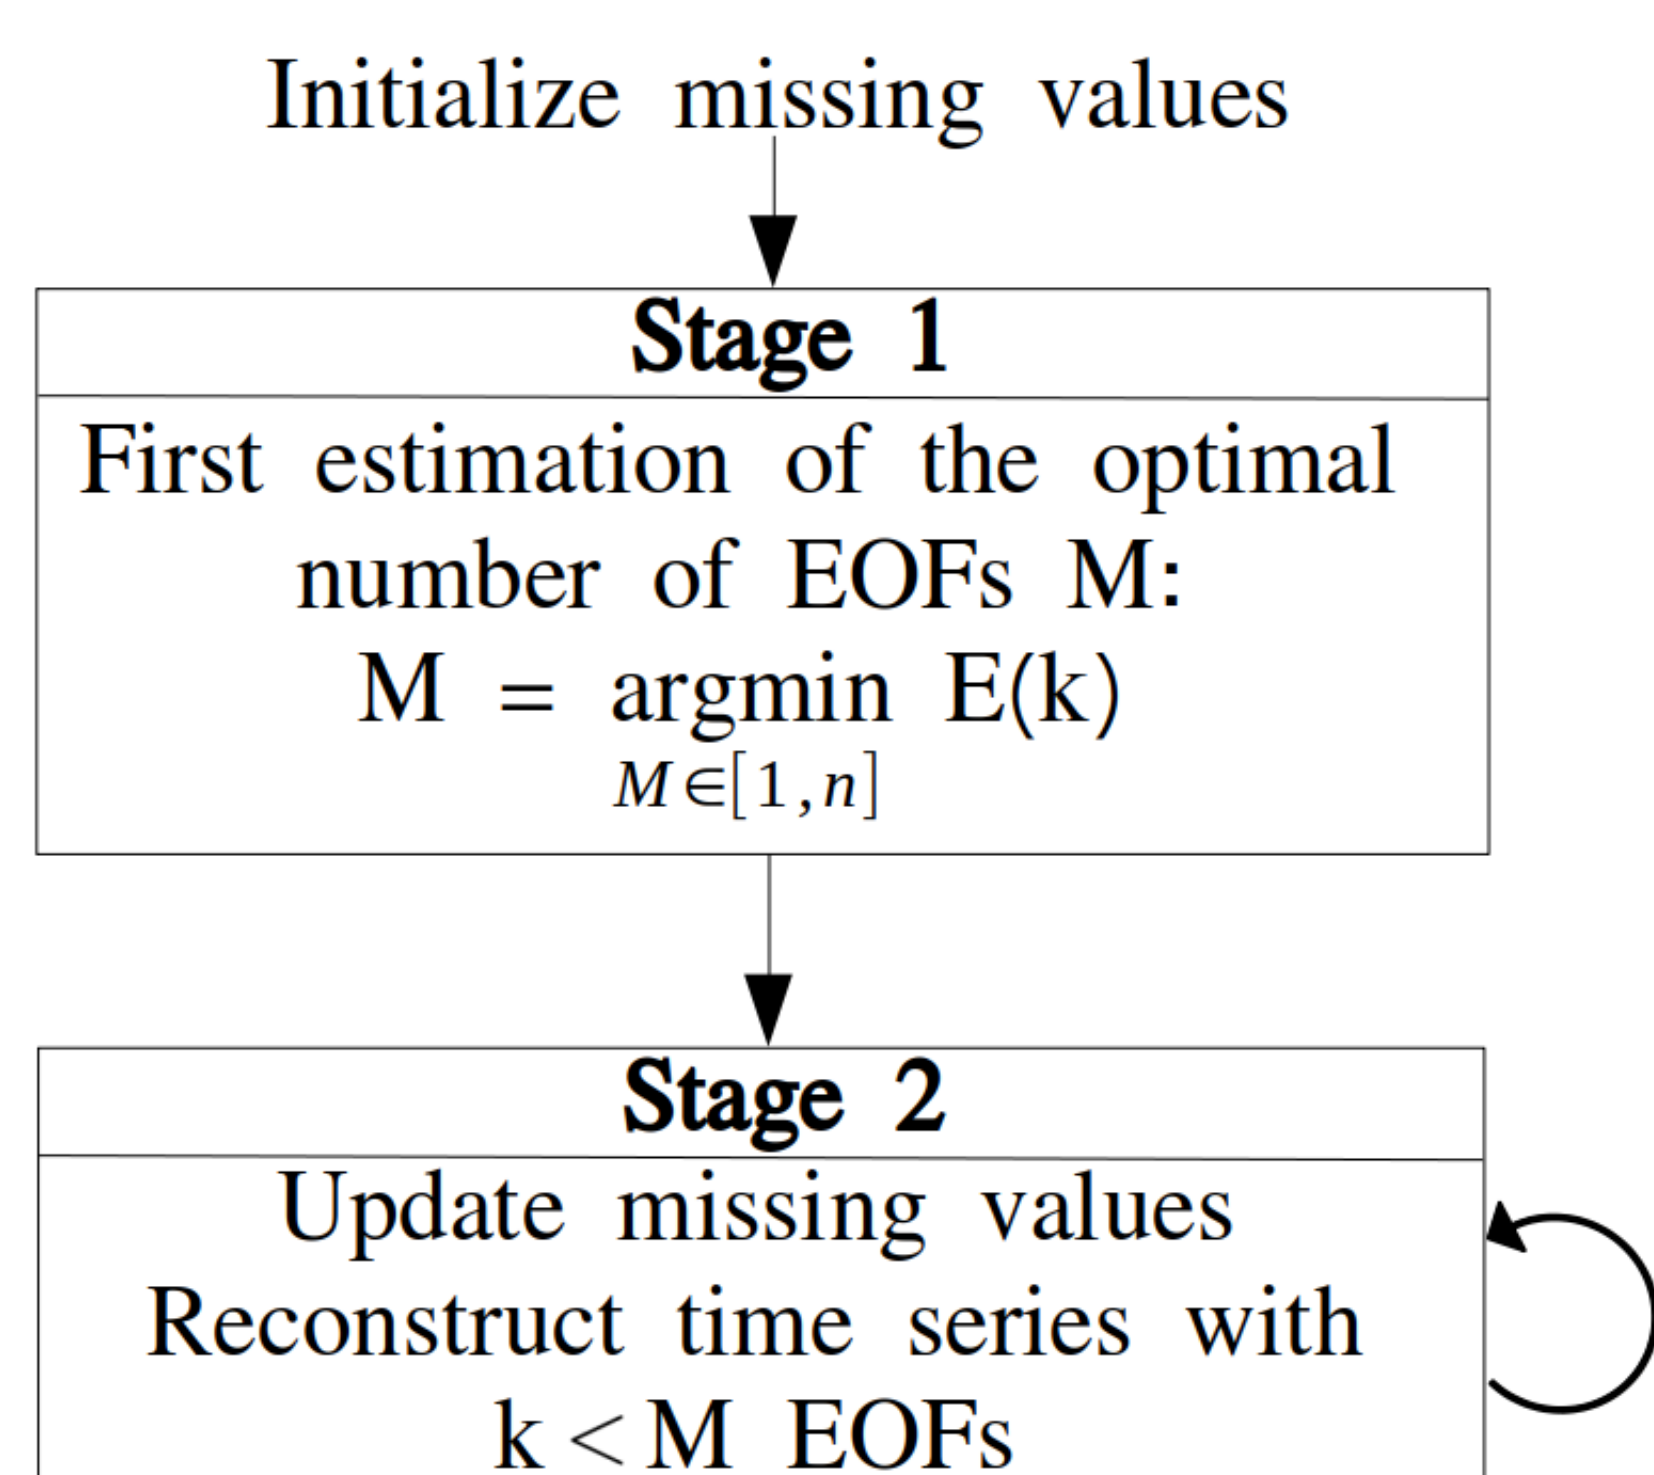 Initialize missing values
Stage 1
First estimation of the optimal
number of EOFs M:
M = argmin E(k)
M∈[1,n]
Stage 2
Update missing values
Reconstruct time series with
k < M EOFs